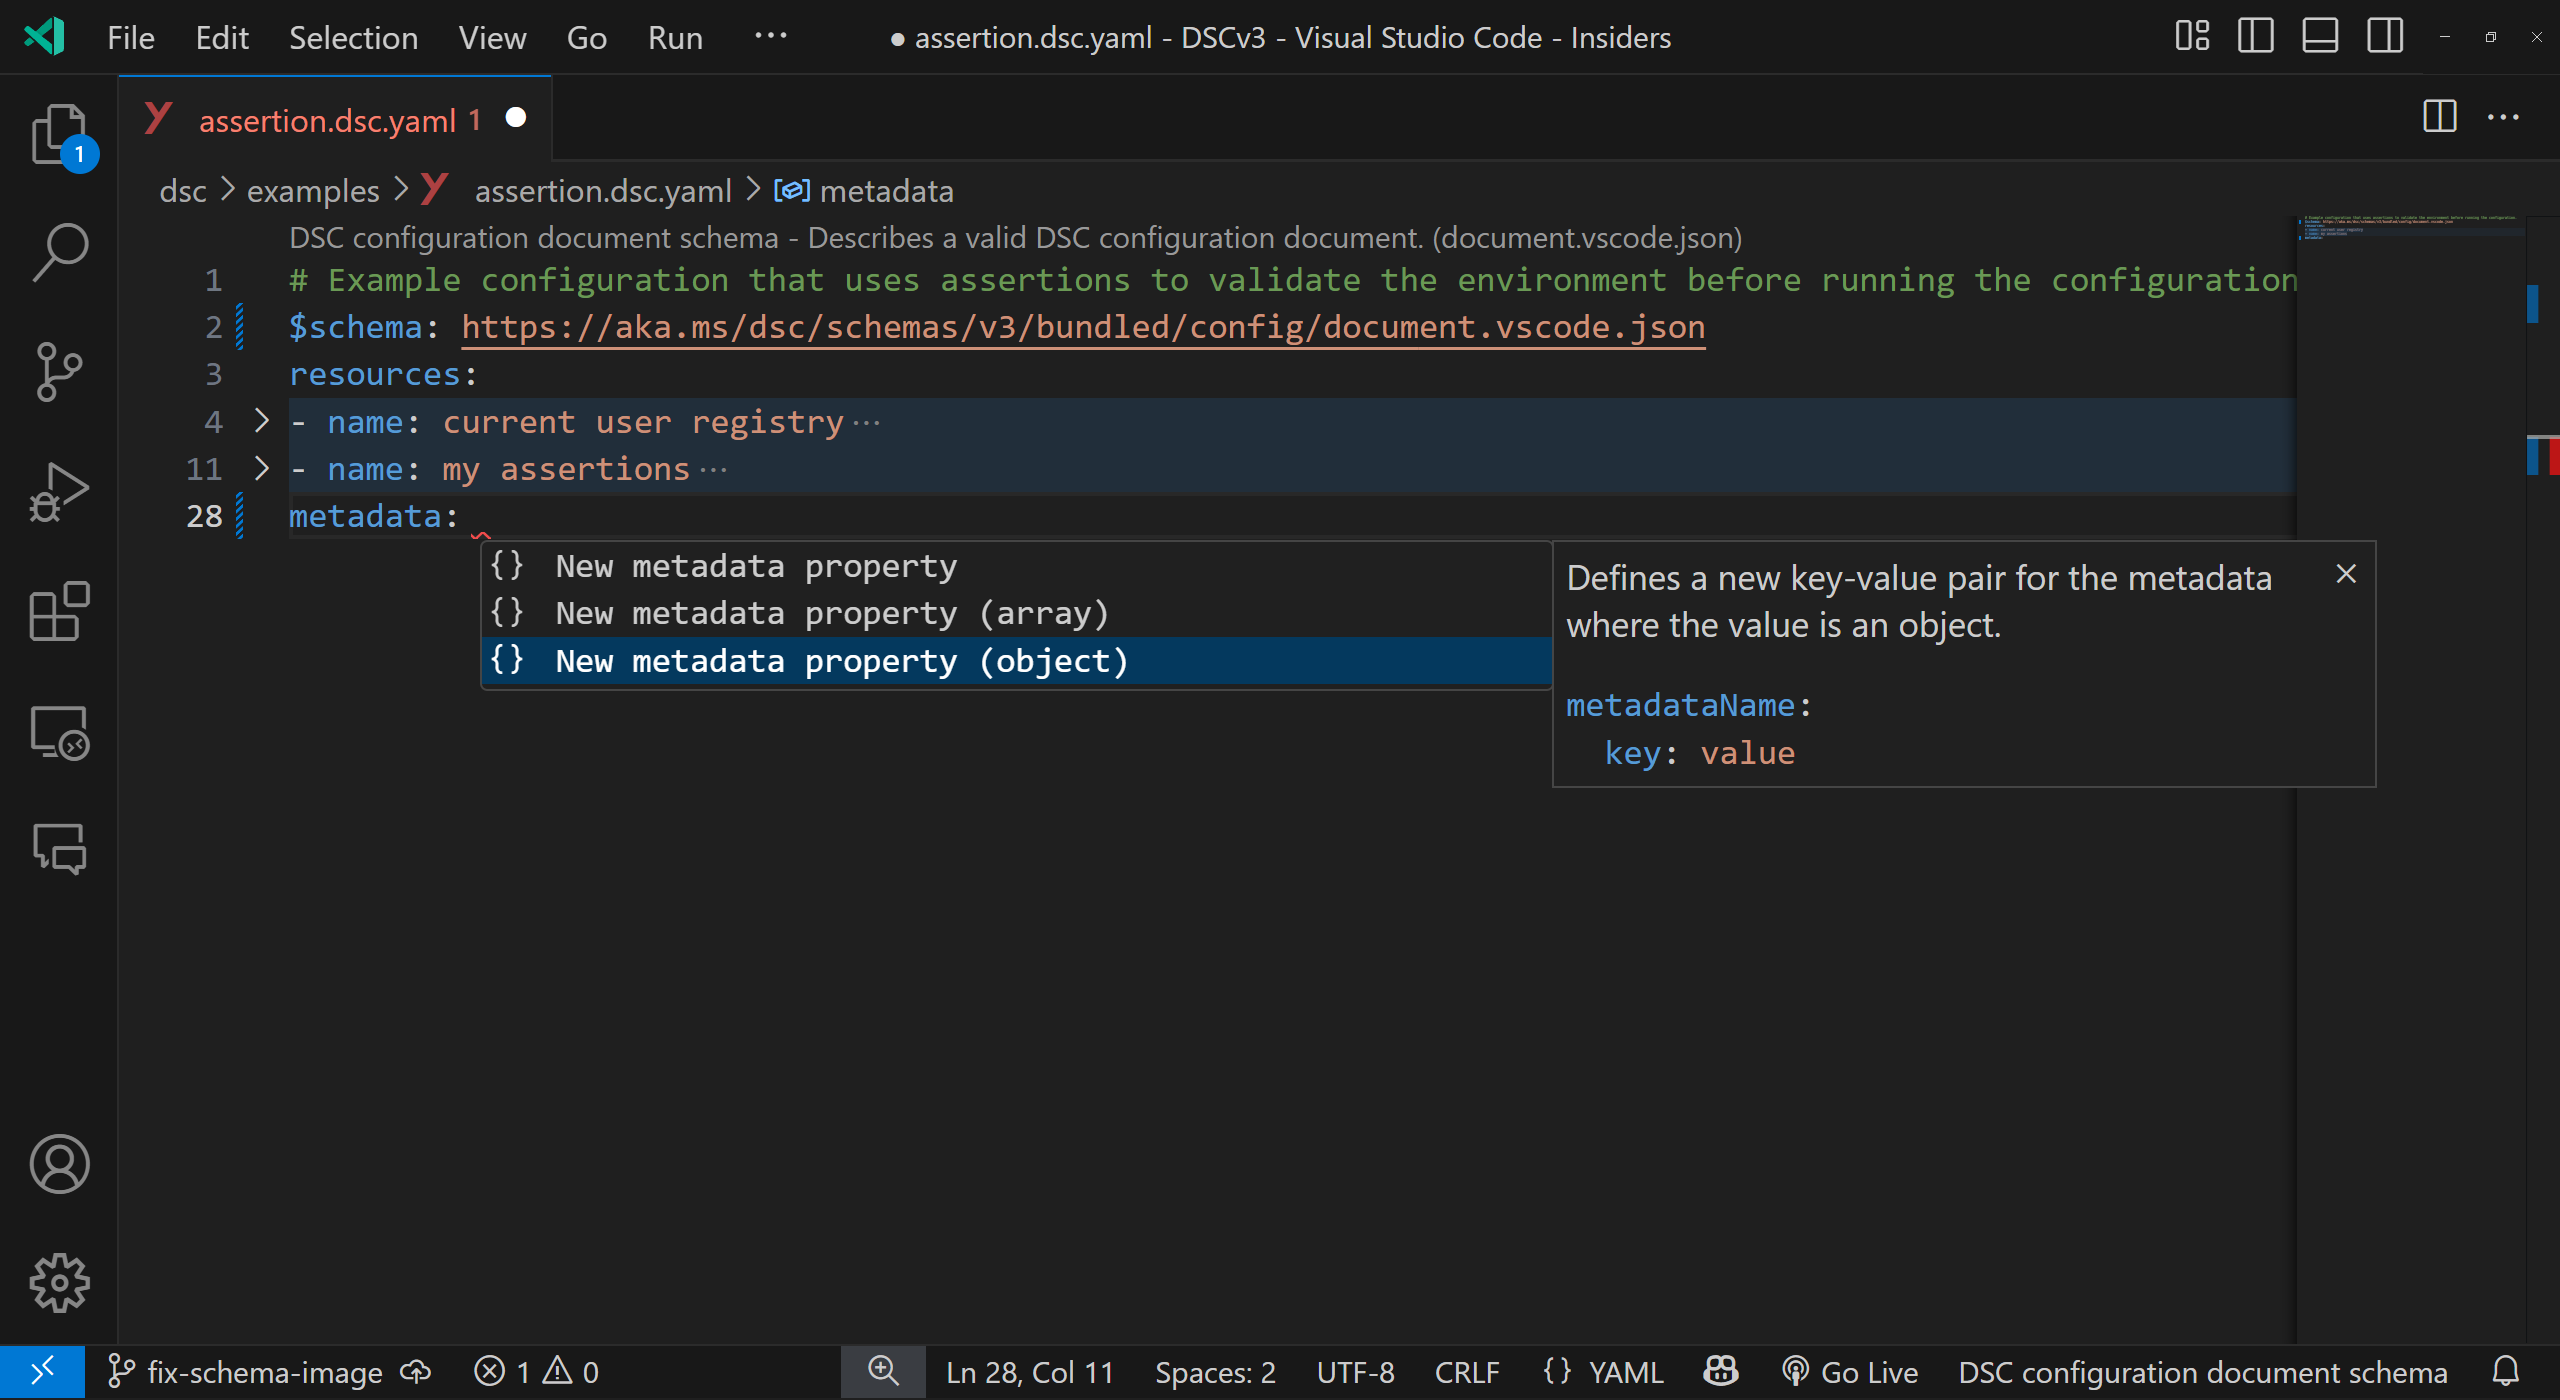 File Edit Selection View Go Run ··· ● assertion.dsc.yaml - DSCv3 - Visual Studio Code - Insiders
assertion.dsc.yaml 1 ●
dsc > examples > assertion.dsc.yaml > metadata
DSC configuration document schema - Describes a valid DSC configuration document. (document.vscode.json)
1 # Example configuration that uses assertions to validate the environment before running the configuration
2 $schema: https://aka.ms/dsc/schemas/v3/bundled/config/document.vscode.json
3 resources:
4 > - name: current user registry···
11 > - name: my assertions···
28 metadata:
{} New metadata property
{} New metadata property (array)
{} New metadata property (object)
Defines a new key-value pair for the metadata
where the value is an object.
metadataName:
key: value
1
fix-schema-image 1 0 Ln 28, Col 11 Spaces: 2 UTF-8 CRLF {} YAML Go Live DSC configuration document schema